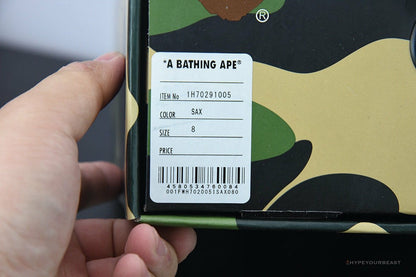 ®
"A BATHING APE®"
ITEM No 1H70291005
COLOR SAX
SIZE 8
PRICE
4580534760084
001FWH702005ISAX080
HYPEYOURBEAST